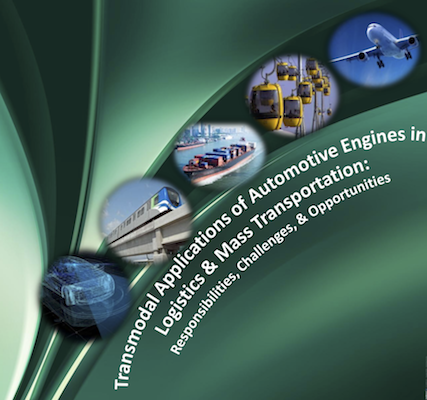 Transmodal Applications of Automotive Engines in
Logistics & Mass Transportation:
Responsibilities, Challenges, & Opportunities